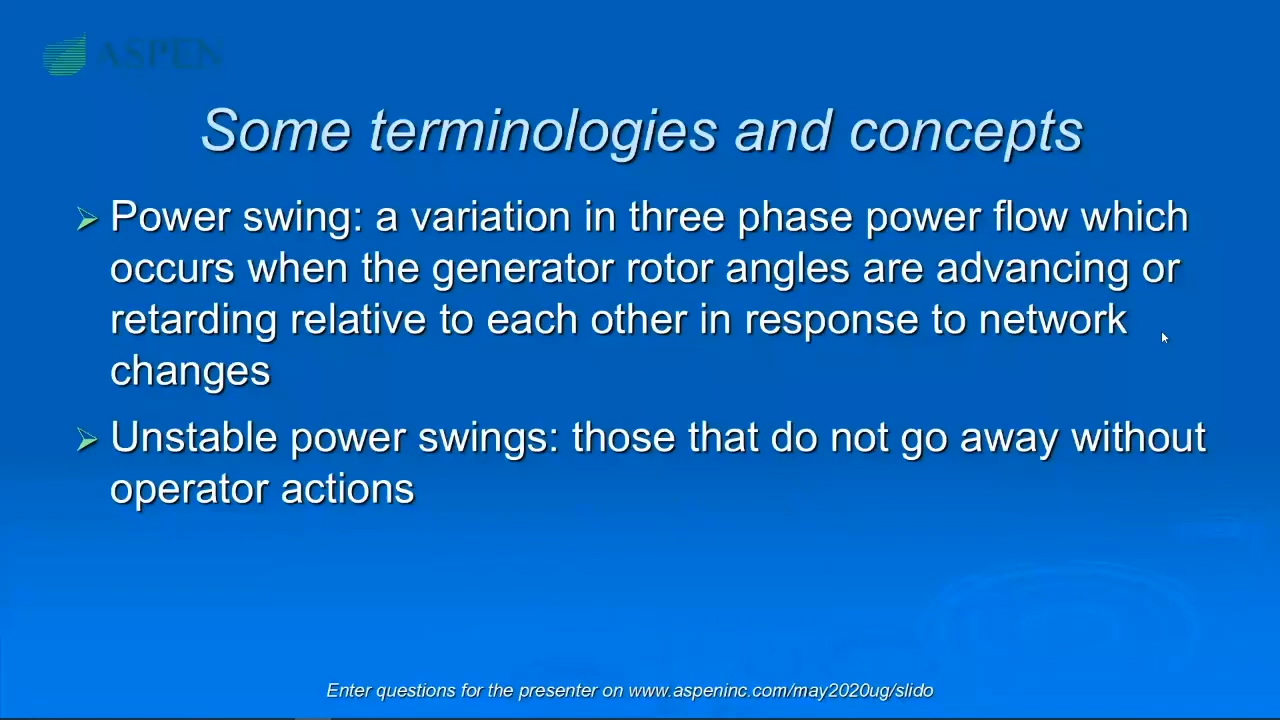 ASPEN
Some terminologies and concepts
Power swing: a variation in three phase power flow which
occurs when the generator rotor angles are advancing or
retarding relative to each other in response to network
changes
Unstable power swings: those that do not go away without
operator actions
Enter questions for the presenter on www.aspeninc.com/may2020ug/slido